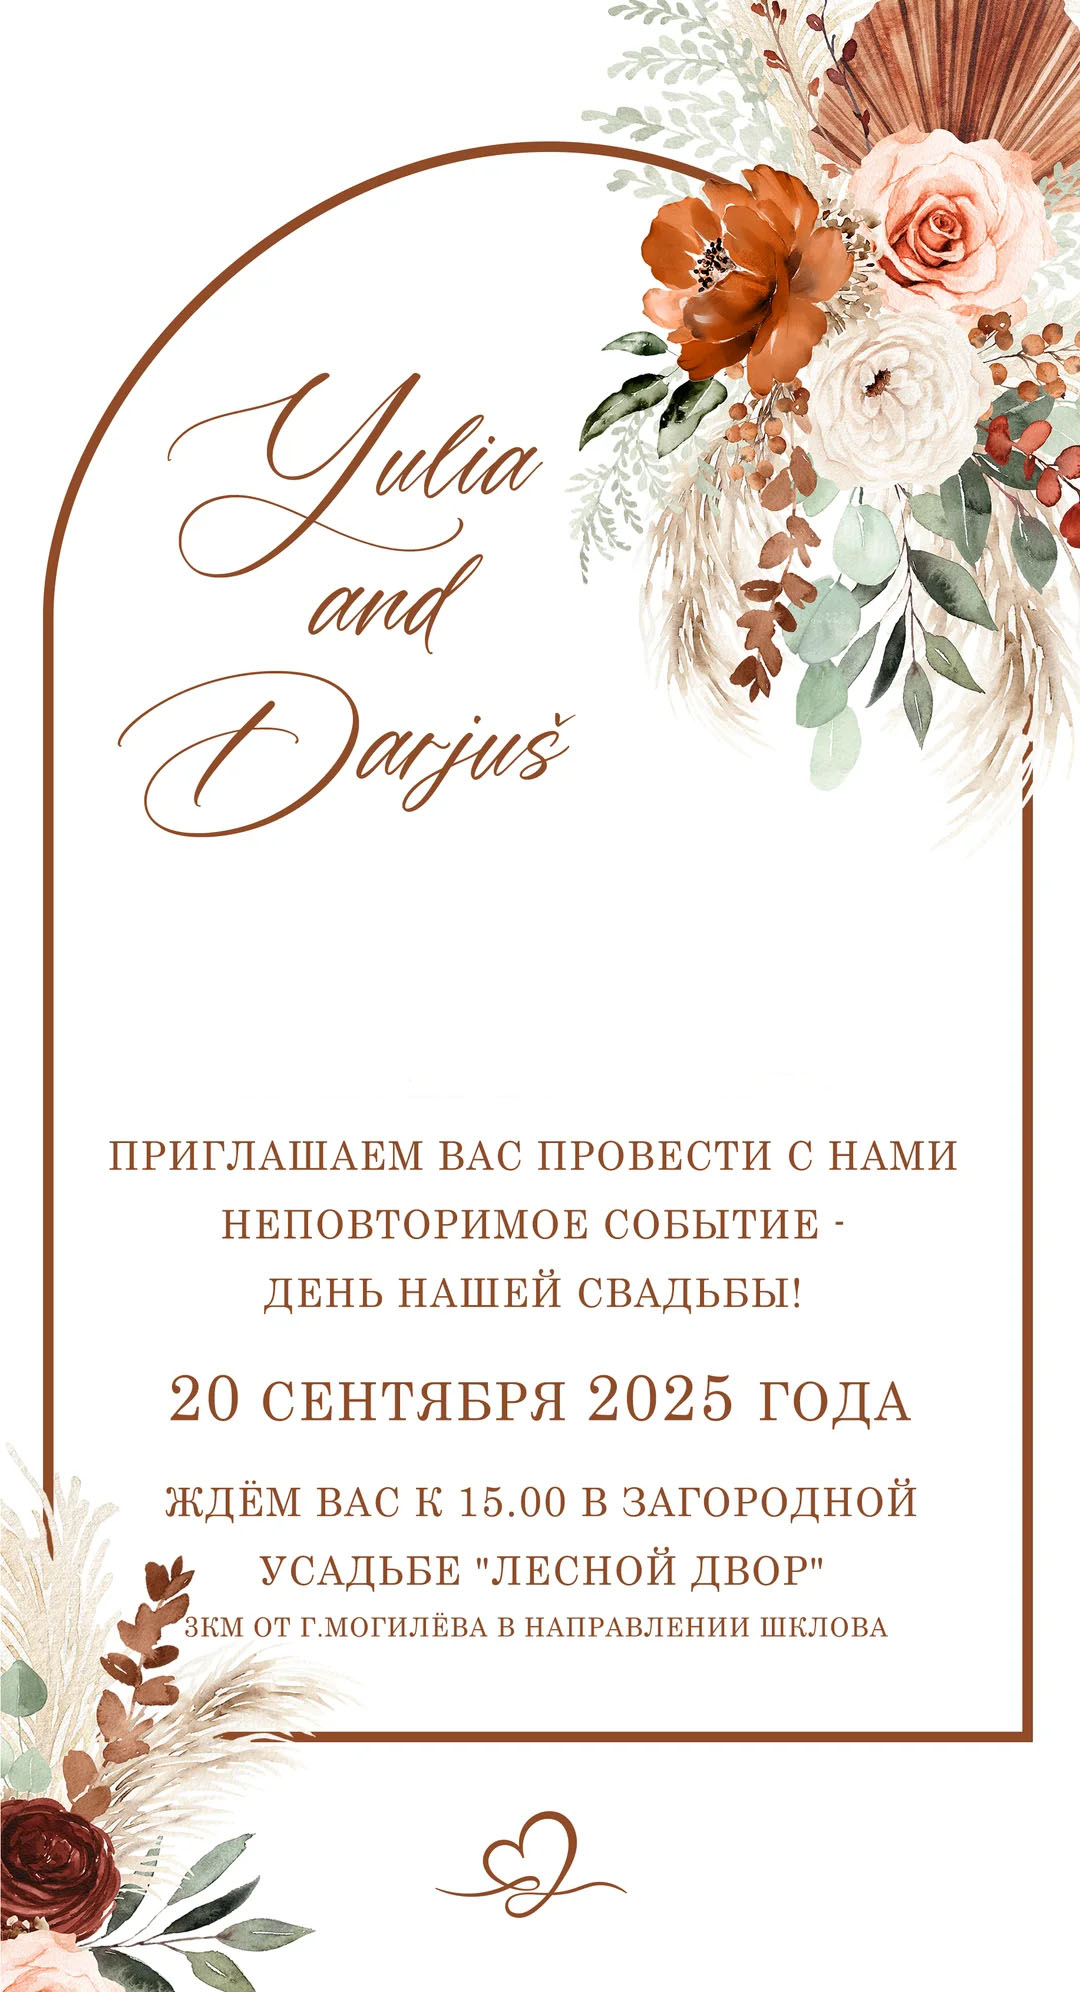 Yulia
and
Darjuš
ПРИГЛАШАЕМ ВАС ПРОВЕСТИ С НАМИ
НЕПОВТОРИМОЕ СОБЫТИЕ -
ДЕНЬ НАШЕЙ СВАДЬБЫ!
20 СЕНТЯБРЯ 2025 ГОДА
ЖДЁМ ВАС К 15.00 В ЗАГОРОДНОЙ
УСАДЬБЕ "ЛЕСНОЙ ДВОР"
3КМ ОТ Г.МОГИЛЁВА В НАПРАВЛЕНИИ ШКЛОВА